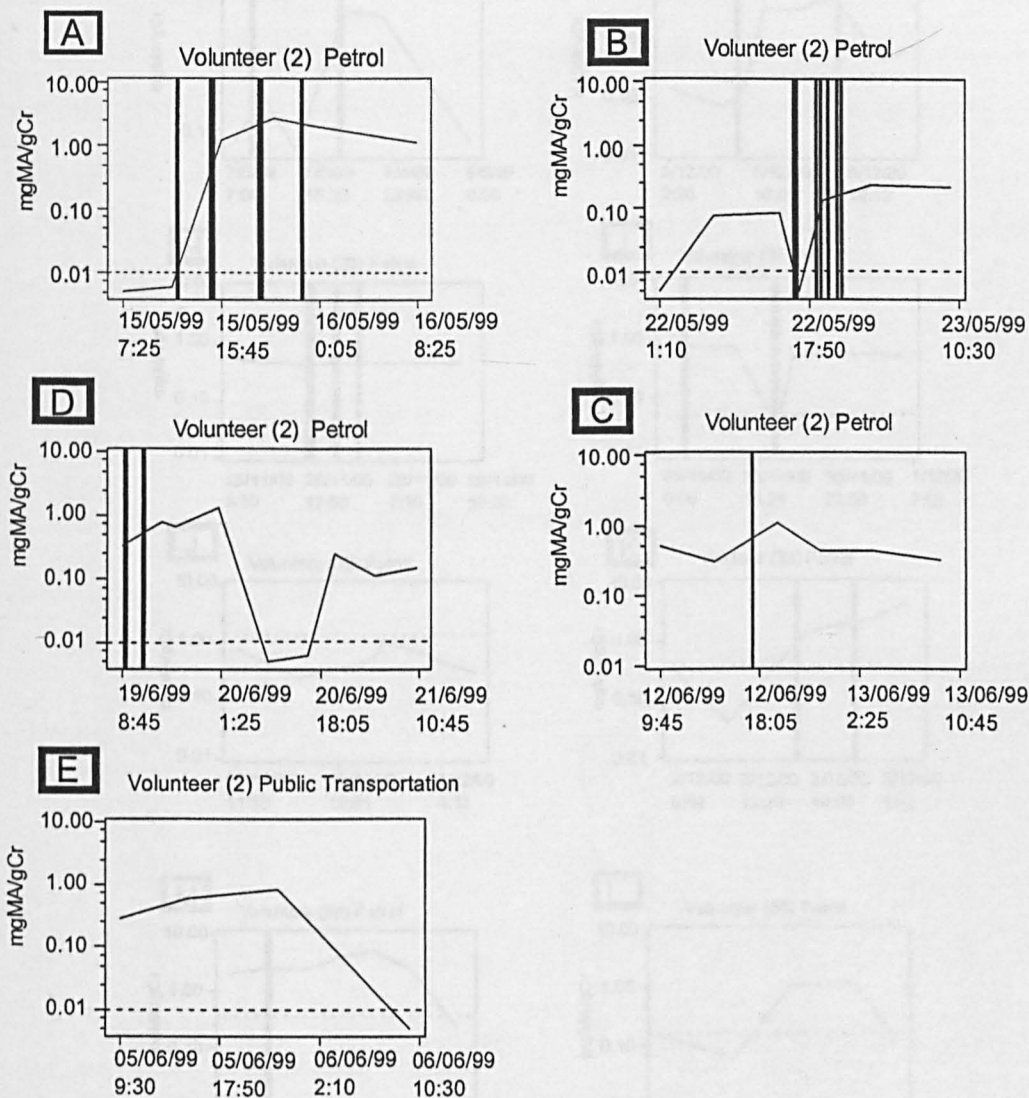 A
Volunteer (2) Petrol
mgMA/gCr
10.00
1.00
0.10
0.01
15/05/99 15/05/99 16/05/99 16/05/99
7:25 15:45 0:05 8:25
B
Volunteer (2) Petrol
mgMA/gCr
10.00
1.00
0.10
0.01
22/05/99 22/05/99 23/05/99
1:10 17:50 10:30
D
Volunteer (2) Petrol
mgMA/gCr
10.00
1.00
0.10
0.01
19/6/99 20/6/99 20/6/99 21/6/99
8:45 1:25 18:05 10:45
C
Volunteer (2) Petrol
mgMA/gCr
10.00
1.00
0.10
0.01
12/06/99 12/06/99 13/06/99 13/06/99
9:45 18:05 2:25 10:45
E
Volunteer (2) Public Transportation
mgMA/gCr
10.00
1.00
0.10
0.01
05/06/99 05/06/99 06/06/99 06/06/99
9:30 17:50 2:10 10:30